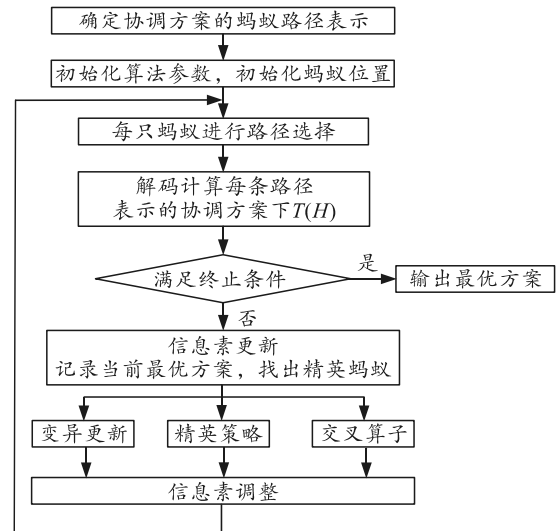 确定协调方案的蚂蚁路径表示
初始化算法参数，初始化蚂蚁位置
每只蚂蚁进行路径选择
解码计算每条路径
表示的协调方案下T(H)
满足终止条件
是
输出最优方案
否
信息素更新
记录当前最优方案，找出精英蚂蚁
变异更新
精英策略
交叉算子
信息素调整